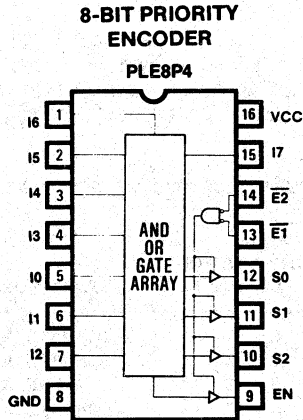 8-BIT PRIORITY
ENCODER
PLE8P4
I6 1 16 VCC
I5 2 15 I7
I4 3 14 E2
I3 4 13 E1
AND
OR
GATE
ARRAY
I0 5 12 S0
I1 6 11 S1
I2 7 10 S2
GND 8 9 EN